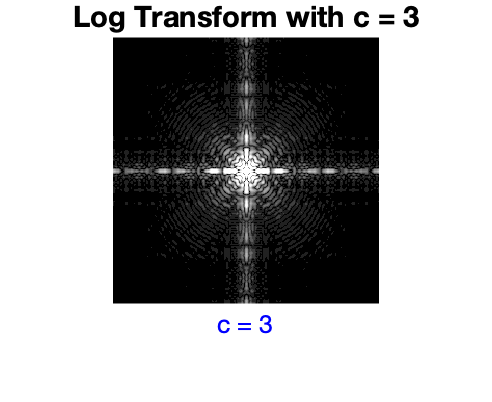 Log Transform with c = 3
c = 3